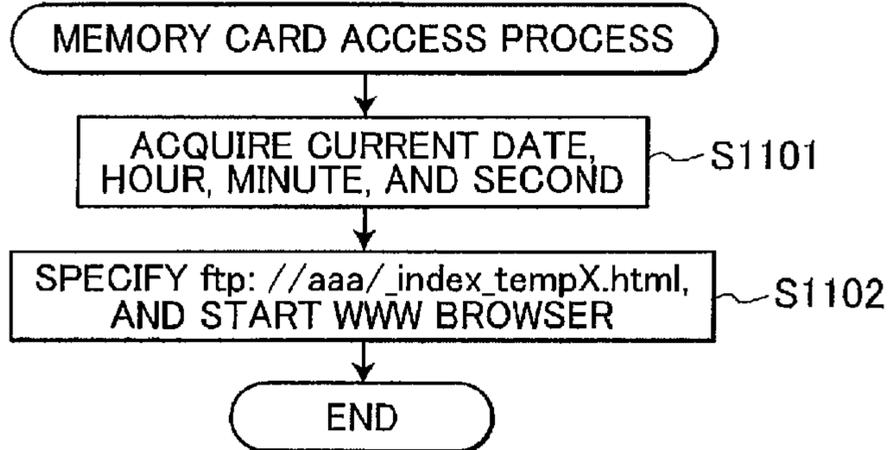 MEMORY CARD ACCESS PROCESS
ACQUIRE CURRENT DATE,
HOUR, MINUTE, AND SECOND
S1101
SPECIFY ftp: //aaa/_index_tempX.html,
AND START WWW BROWSER
S1102
END